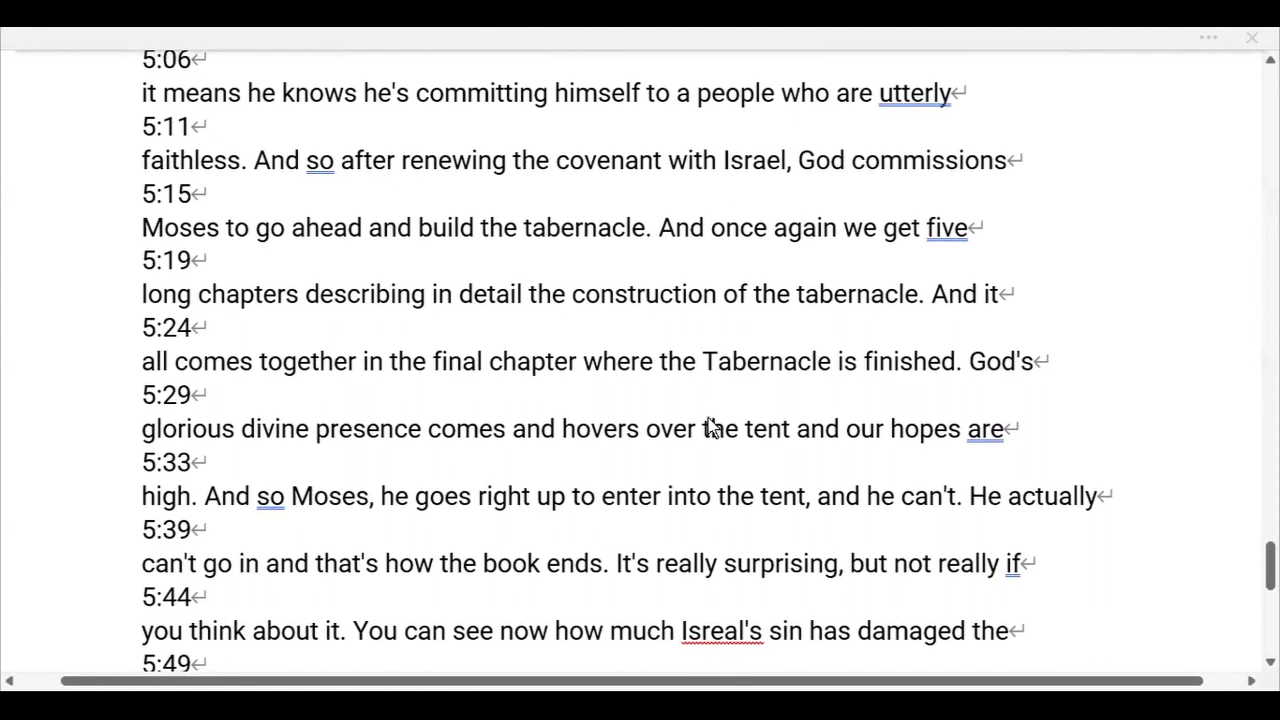 5:06
it means he knows he's committing himself to a people who are utterly
5:11
faithless. And so after renewing the covenant with Israel, God commissions
5:15
Moses to go ahead and build the tabernacle. And once again we get five
5:19
long chapters describing in detail the construction of the tabernacle. And it
5:24
all comes together in the final chapter where the Tabernacle is finished. God's
5:29
glorious divine presence comes and hovers over the tent and our hopes are
5:33
high. And so Moses, he goes right up to enter into the tent, and he can't. He actually
5:39
can't go in and that's how the book ends. It's really surprising, but not really if
5:44
you think about it. You can see now how much Isreal's sin has damaged the
5:49